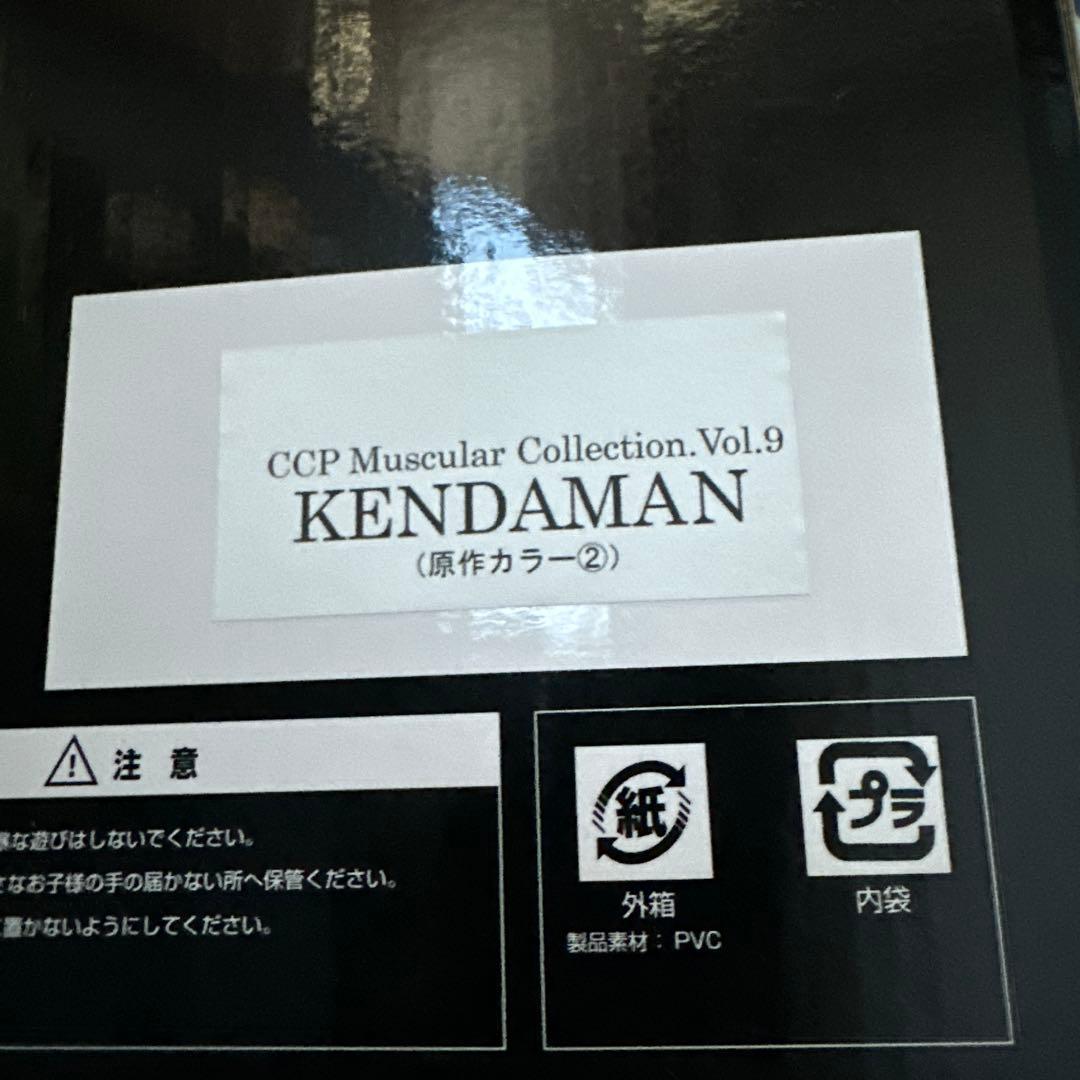 CCP Muscular Collection.Vol.9
KENDAMAN
（原作カラー②）
注意
な遊びはしないでください。
なお子様の手の届かない所へ保管ください。
置かないようにしてください。
紙
プラ
外箱
内袋
製品素材： PVC